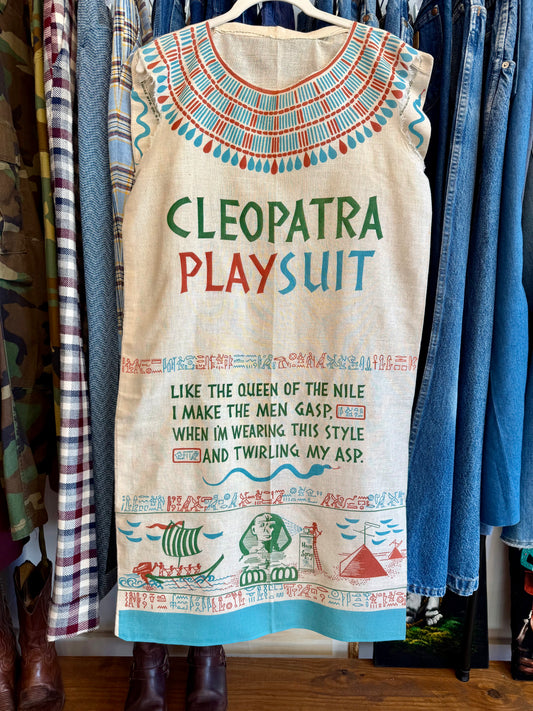 CLEOPATRA
PLAYSUIT
LIKE THE QUEEN OF THE NILE
I MAKE THE MEN GASP,
WHEN I'M WEARING THIS STYLE
AND TWIRLING MY ASP.